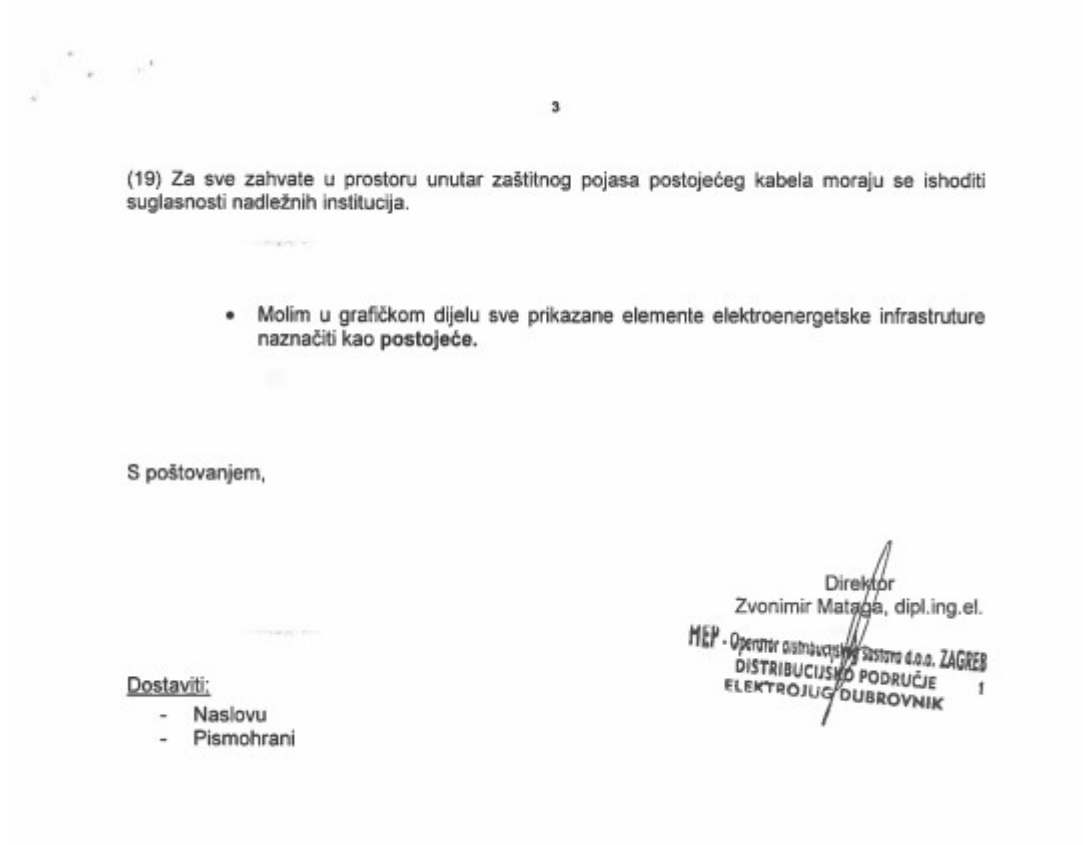 3
(19) Za sve zahvate u prostoru unutar zaštitnog pojasa postojećeg kabela moraju se ishoditi
suglasnosti nadležnih institucija.
• Molim u grafičkom dijelu sve prikazane elemente elektroenergetske infrastruture
naznačiti kao postojeće.
S poštovanjem,
Direktor
Zvonimir Mataga, dipl.ing.el.
HEP - Operator distribucijskog sustava d.o.o. ZAGREB
DISTRIBUCIJSKO PODRUČJE 1
ELEKTROJUG DUBROVNIK
Dostaviti:
- Naslovu
- Pismohrani